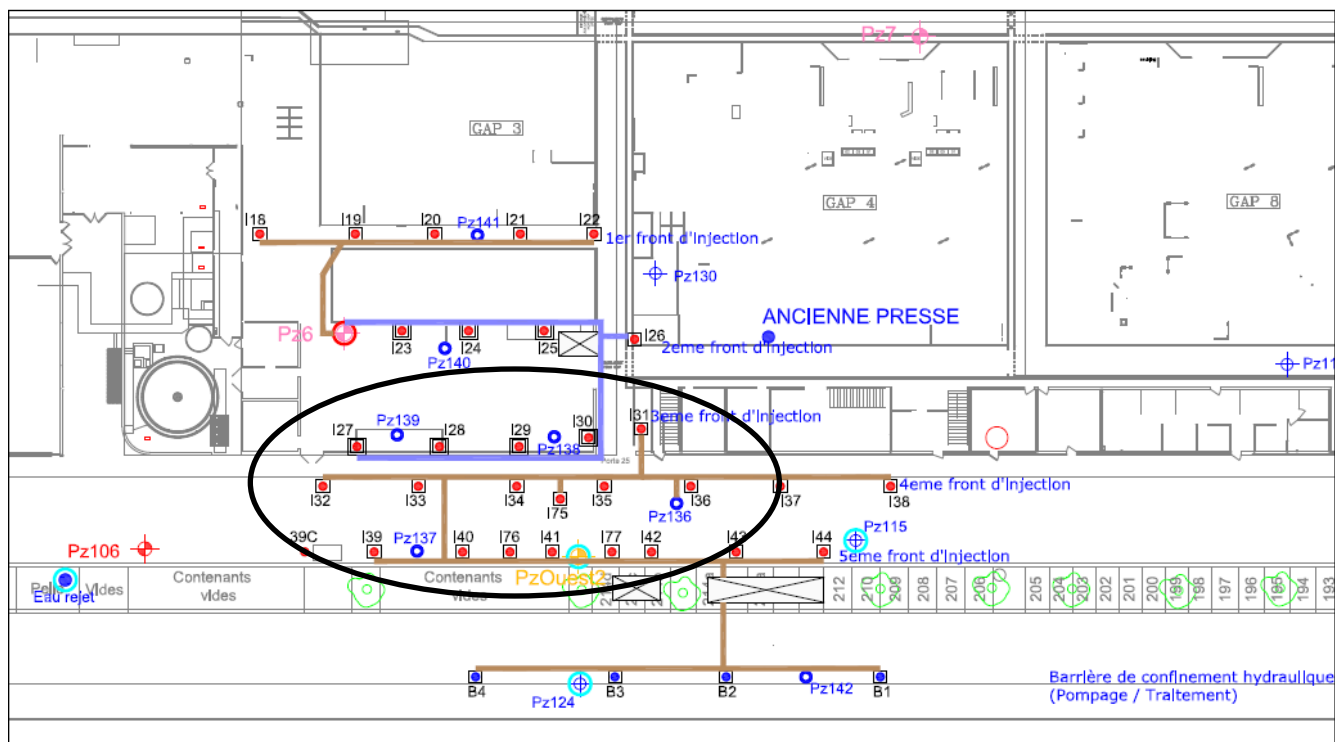 Pz7
GAP 3
GAP 4
GAP 8
I18
I19
I20
Pz141
I21
I22
1er front d'Injection
Pz130
ANCIENNE PRESSE
Pz6
I23
I24
I25
I26
2eme front d'Injection
Pz140
Pz11
I31
3eme front d'Injection
Pz139
I27
I28
I29
Pz138
I30
Porte 25
I32
I33
I34
I75
I35
I36
I37
I38
4eme front d'Injection
Pz136
Pz115
Pz106
39C
I39
Pz137
I40
I76
I41
I77
I42
I43
I44
5eme front d'Injection
PzOuest2
Eau rejet
Vides
Contenants
vides
Contenants
vides
212
210
209
208
207
206
205
204
203
202
201
200
199
198
197
196
195
194
193
B4
Pz124
B3
B2
Pz142
B1
Barrière de confinement hydraulique
(Pompage / Traitement)